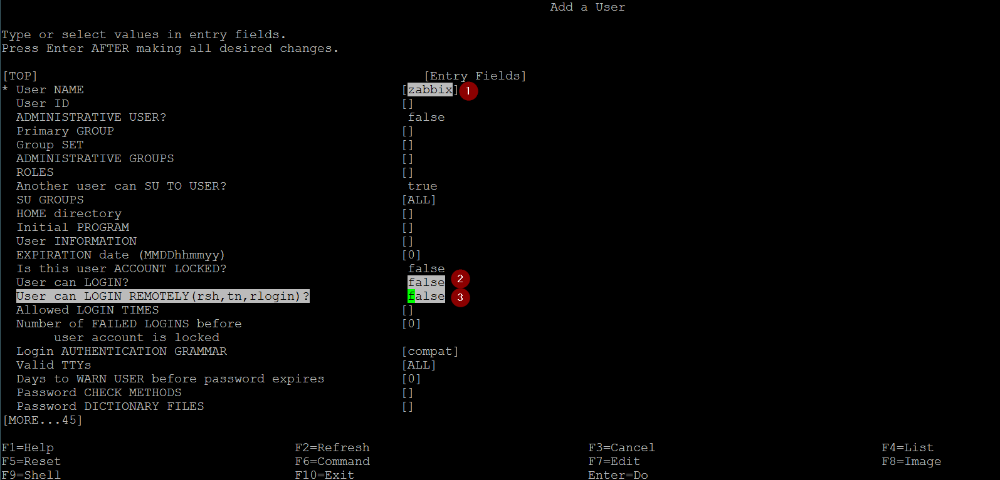 Add a User
Type or select values in entry fields.
Press Enter AFTER making all desired changes.
[TOP] [Entry Fields]
* User NAME [zabbix] 1
User ID []
ADMINISTRATIVE USER? false
Primary GROUP []
Group SET []
ADMINISTRATIVE GROUPS []
ROLES []
Another user can SU TO USER? true
SU GROUPS [ALL]
HOME directory []
Initial PROGRAM []
User INFORMATION []
EXPIRATION date (MMDDhhmmyy) [0]
Is this user ACCOUNT LOCKED? false
User can LOGIN? false 2
User can LOGIN REMOTELY(rsh,tn,rlogin)? false 3
Allowed LOGIN TIMES []
Number of FAILED LOGINS before [0]
user account is locked
Login AUTHENTICATION GRAMMAR [compat]
Valid TTYs [ALL]
Days to WARN USER before password expires [0]
Password CHECK METHODS []
Password DICTIONARY FILES []
[MORE...45]
F1=Help F2=Refresh F3=Cancel F4=List
F5=Reset F6=Command F7=Edit F8=Image
F9=Shell F10=Exit Enter=Do